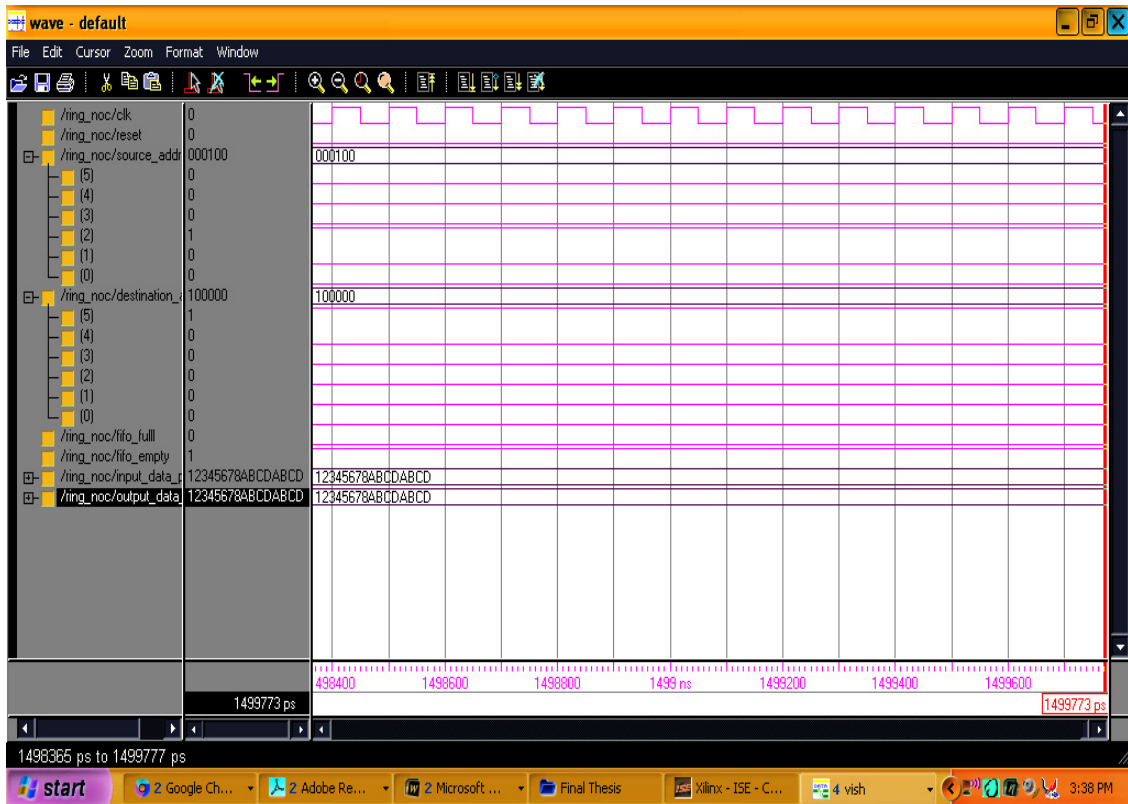 wave - default
File Edit Cursor Zoom Format Window
/ring_noc/clk 0
/ring_noc/reset 0
/ring_noc/source_addr 000100 000100
(5) 0
(4) 0
(3) 0
(2) 1
(1) 0
(0) 0
/ring_noc/destination_a 100000 100000
(5) 1
(4) 0
(3) 0
(2) 0
(1) 0
(0) 0
/ring_noc/fifo_fulll 0
/ring_noc/fifo_empty 1
/ring_noc/input_data_p 12345678ABCDABCD 12345678ABCDABCD
/ring_noc/output_data_ 12345678ABCDABCD 12345678ABCDABCD
498400 1498600 1498800 1499 ns 1499200 1499400 1499600
1499773 ps 1499773 ps
1498365 ps to 1499777 ps
start 2 Google Ch... 2 Adobe Re... 2 Microsoft ... Final Thesis Xilinx - ISE - C... 4 vish 3:38 PM